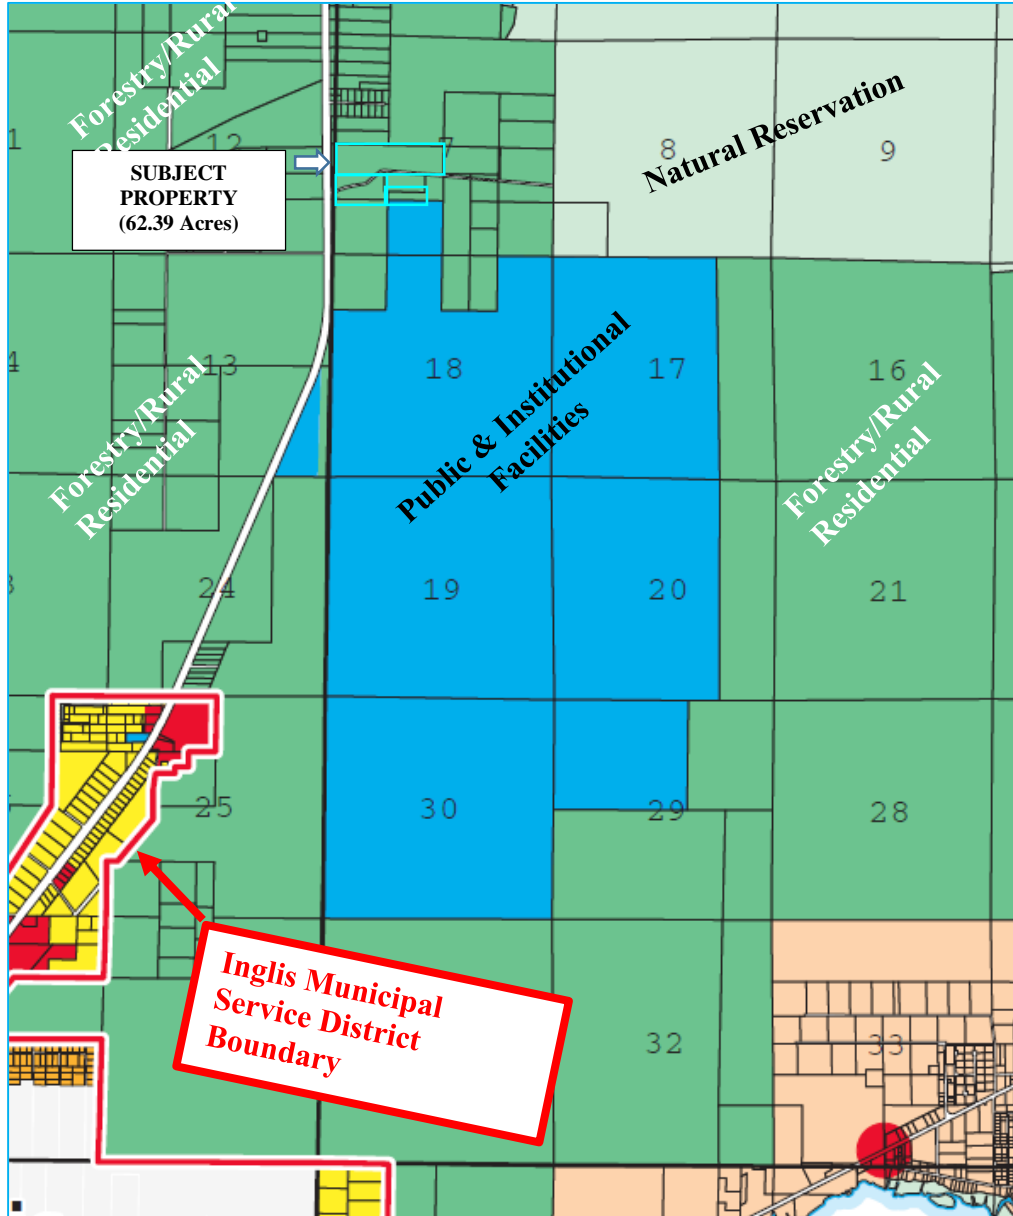 Forestry/Rural
Residential
1
12
7
8
9
Natural Reservation
SUBJECT
PROPERTY
(62.39 Acres)
4
13
18
17
16
Public & Institutional
Facilities
Forestry/Rural
Residential
Forestry/Rural
Residential
24
19
20
21
25
30
29
28
Inglis Municipal
Service District
Boundary
32
33